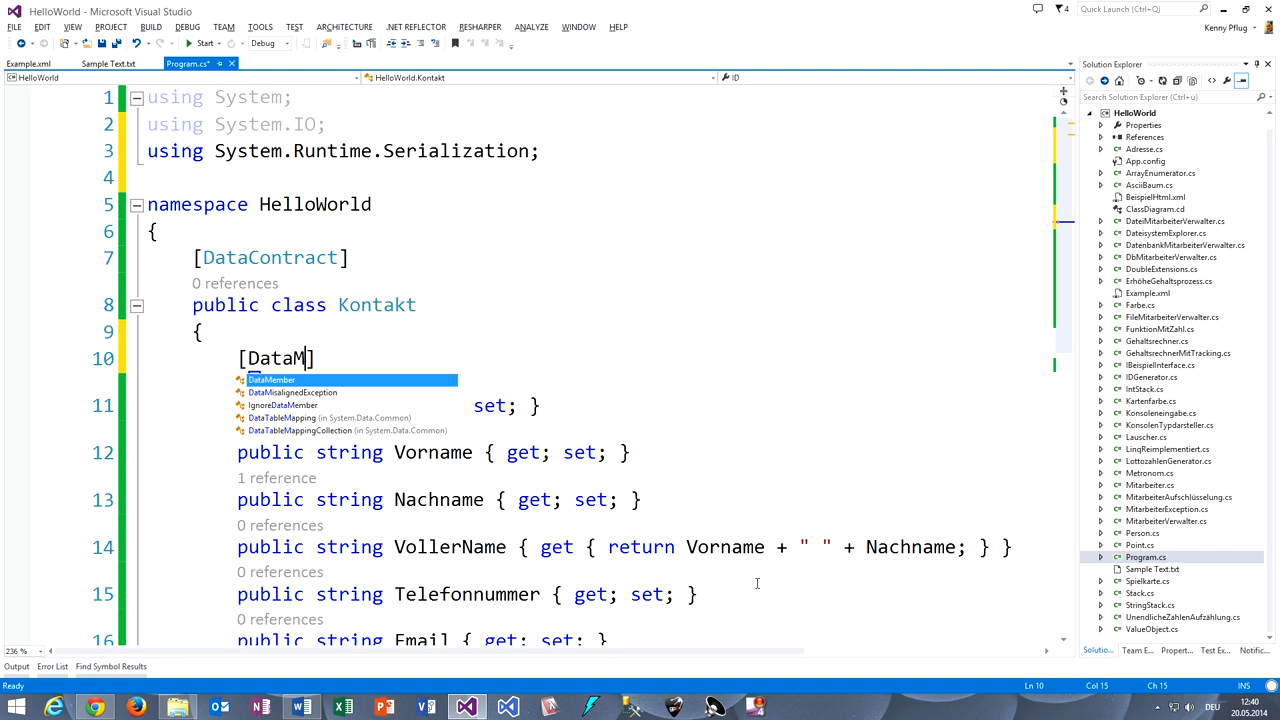 HelloWorld - Microsoft Visual Studio
4
Quick Launch (Ctrl+Q)
FILE EDIT VIEW PROJECT BUILD DEBUG TEAM TOOLS TEST ARCHITECTURE .NET REFLECTOR RESHARPER ANALYZE WINDOW HELP
Kenny Pflug
Start Debug
Example.xml Sample Text.txt Program.cs*
HelloWorld HelloWorld.Kontakt ID
1 using System;
2 using System.IO;
3 using System.Runtime.Serialization;
4
5 namespace HelloWorld
6 {
7 [DataContract]
0 references
8 public class Kontakt
9 {
10 [DataM]
DataMember
DataMisalignedException
IgnoreDataMember
DataTableMapping (in System.Data.Common)
DataTableMappingCollection (in System.Data.Common)
11 set; }
12 public string Vorname { get; set; }
1 reference
13 public string Nachname { get; set; }
0 references
14 public string VollerName { get { return Vorname + " " + Nachname; } }
0 references
15 public string Telefonnummer { get; set; }
0 references
16 public string Email { get; set; }
236 %
Output Error List Find Symbol Results
Ready Ln 10 Col 15 Ch 15 INS
Solution Explorer
Search Solution Explorer (Ctrl+ü)
HelloWorld
Properties
References
Adresse.cs
App.config
ArrayEnumerator.cs
AsciiBaum.cs
BeispielHtml.xml
ClassDiagram.cd
DateiMitarbeiterVerwalter.cs
DateisystemExplorer.cs
DatenbankMitarbeiterVerwalter.cs
DbMitarbeiterVerwalter.cs
DoubleExtensions.cs
ErhöheGehaltsprozess.cs
Example.xml
Farbe.cs
FileMitarbeiterVerwalter.cs
FunktionMitZahl.cs
Gehaltsrechner.cs
GehaltsrechnerMitTracking.cs
IBeispielInterface.cs
IDGenerator.cs
IntStack.cs
Kartenfarbe.cs
Konsoleneingabe.cs
KonsolenTypdarsteller.cs
Lauscher.cs
LinqReimplementiert.cs
LottozahlenGenerator.cs
Metronom.cs
Mitarbeiter.cs
MitarbeiterAufschlüsselung.cs
MitarbeiterException.cs
MitarbeiterVerwalter.cs
Person.cs
Point.cs
Program.cs
Sample Text.txt
Spielkarte.cs
Stack.cs
StringStack.cs
UnendlicheZahlenAufzählung.cs
ValueObject.cs
Solutio... Team E... Propert... Test Ex... Notific...
DEU
12:40
20.05.2014